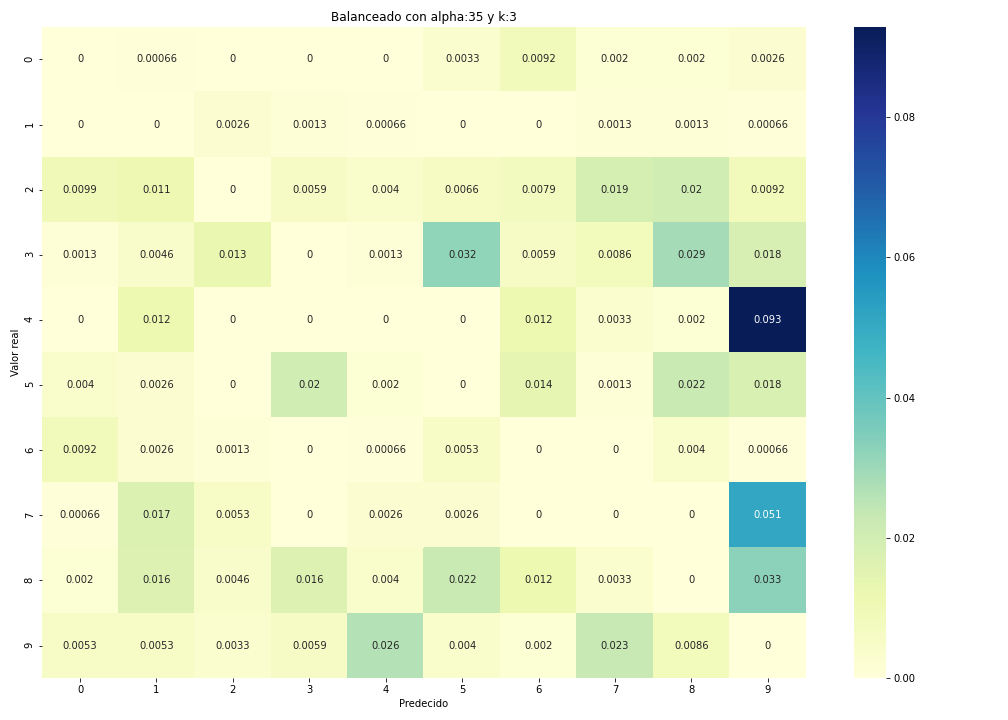 Balanceado con alpha:35 y k:3
0 0 0.00066 0 0 0 0.0033 0.0092 0.002 0.002 0.0026
1 0 0 0.0026 0.0013 0.00066 0 0 0.0013 0.0013 0.00066
2 0.0099 0.011 0 0.0059 0.004 0.0066 0.0079 0.019 0.02 0.0092
3 0.0013 0.0046 0.013 0 0.0013 0.032 0.0059 0.0086 0.029 0.018
4 0 0.012 0 0 0 0 0.012 0.0033 0.002 0.093
5 0.004 0.0026 0 0.02 0.002 0 0.014 0.0013 0.022 0.018
6 0.0092 0.0026 0.0013 0 0.00066 0.0053 0 0 0.004 0.00066
7 0.00066 0.017 0.0053 0 0.0026 0.0026 0 0 0 0.051
8 0.002 0.016 0.0046 0.016 0.004 0.022 0.012 0.0033 0 0.033
9 0.0053 0.0053 0.0033 0.0059 0.026 0.004 0.002 0.023 0.0086 0
0 1 2 3 4 5 6 7 8 9
Predecido
Valor real
0.08
0.06
0.04
0.02
0.00